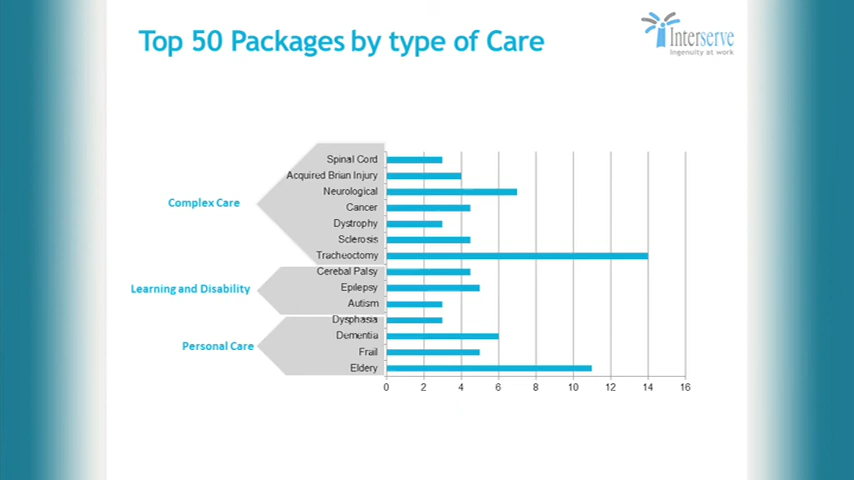 Top 50 Packages by type of Care
Interserve
Ingenuity at work
Complex Care
Spinal Cord
Acquired Brian Injury
Neurological
Cancer
Dystrophy
Sclerosis
Tracheoctomy
Learning and Disability
Cerebral Palsy
Epilepsy
Autism
Personal Care
Dysphasia
Dementia
Frail
Eldery
0 2 4 6 8 10 12 14 16